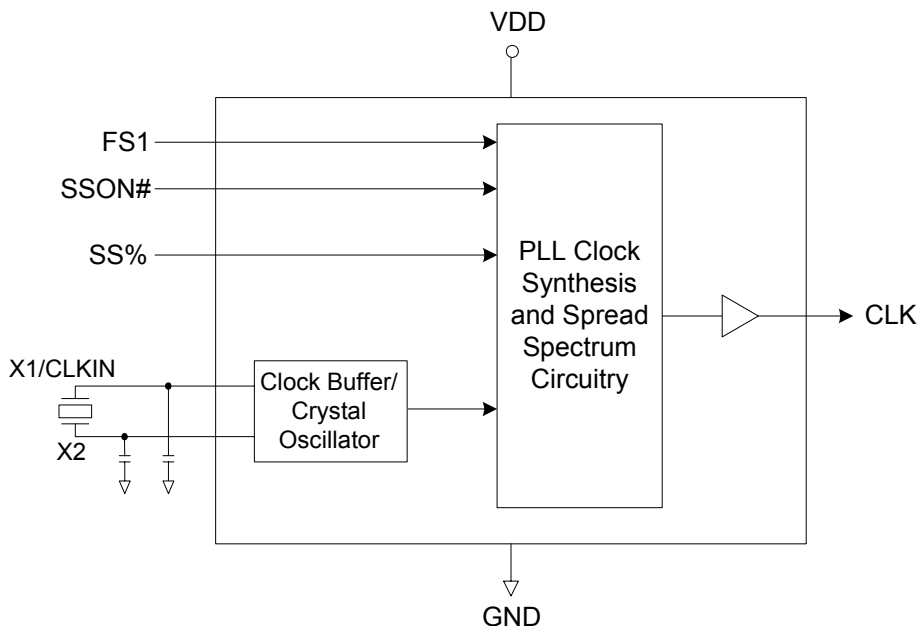 VDD
FS1
SSON#
SS%
PLL Clock
Synthesis
and Spread
Spectrum
Circuitry
CLK
X1/CLKIN
X2
Clock Buffer/
Crystal
Oscillator
GND